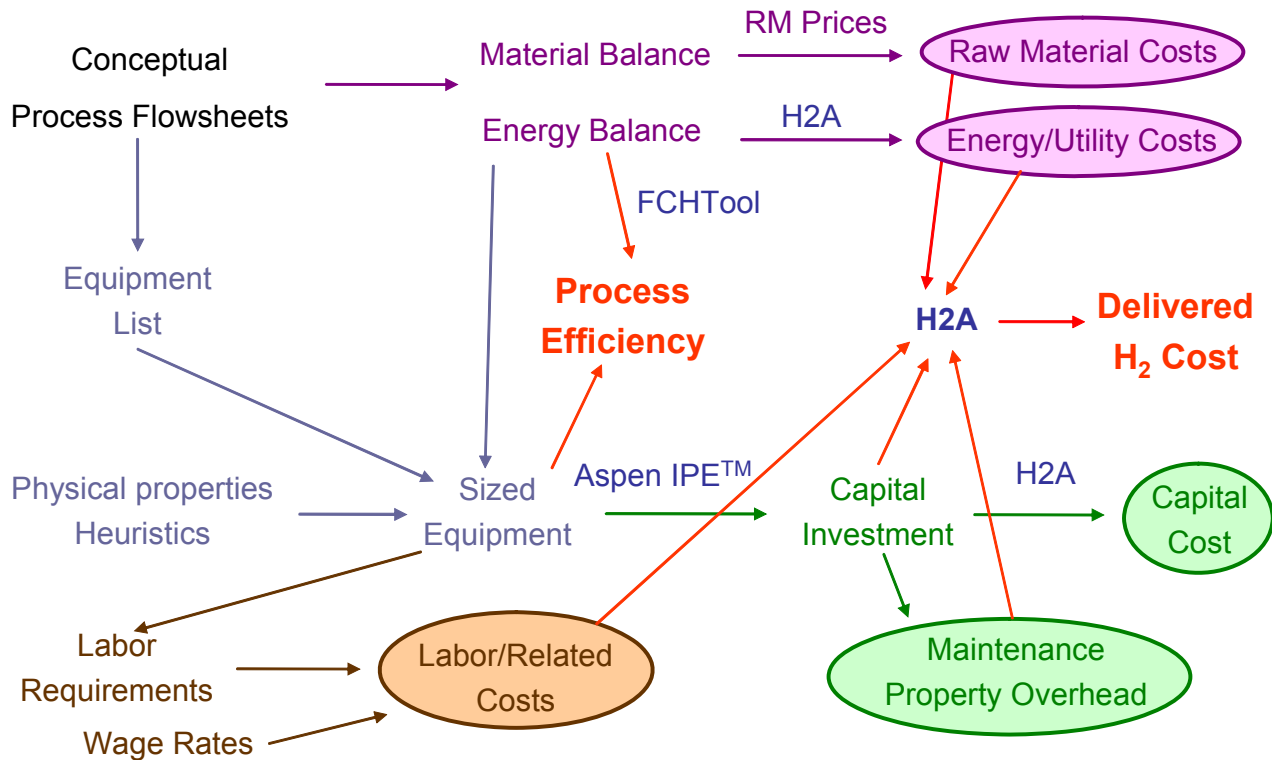 Conceptual
Process Flowsheets
Material Balance
RM Prices
Raw Material Costs
Energy Balance
H2A
Energy/Utility Costs
FCHTool
Equipment
List
Process
Efficiency
H2A
Delivered
H₂ Cost
Physical properties
Heuristics
Sized
Equipment
Aspen IPE™
Capital
Investment
H2A
Capital
Cost
Labor
Requirements
Labor/Related
Costs
Maintenance
Property Overhead
Wage Rates